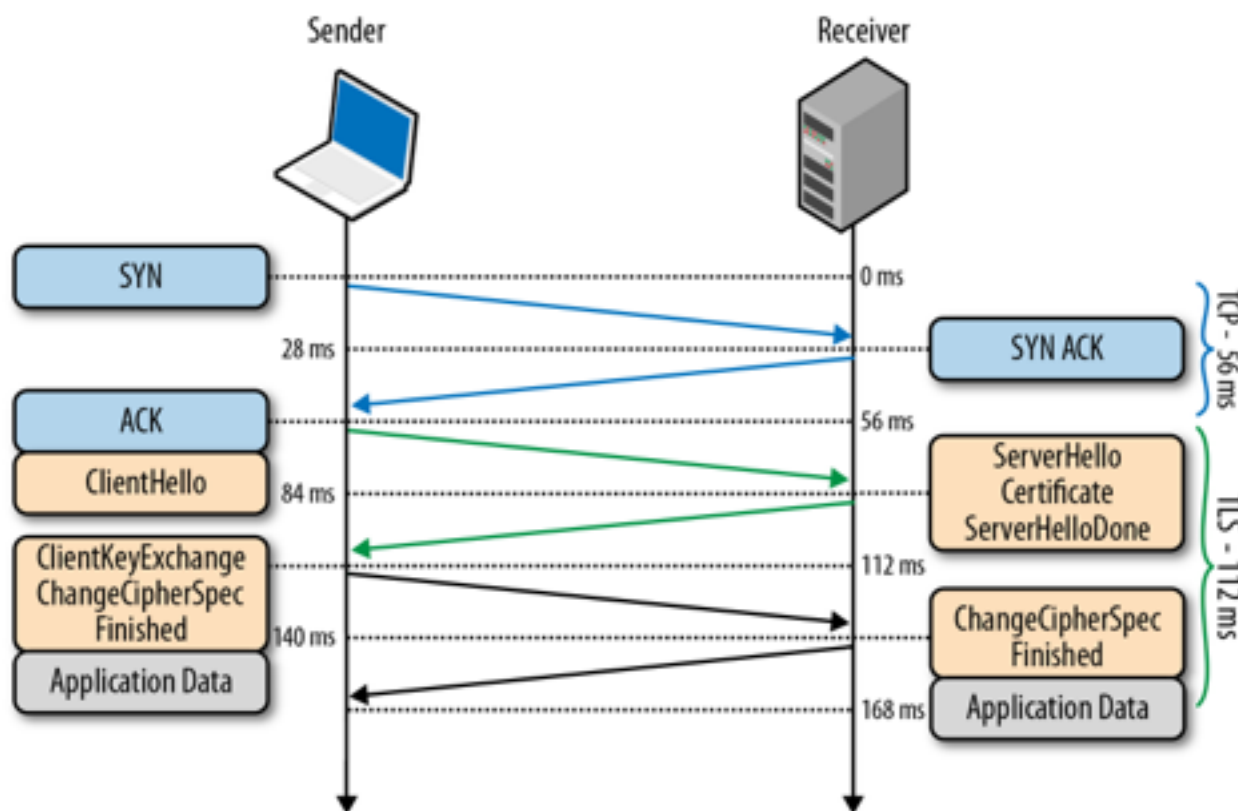 Sender
Receiver
SYN
0 ms
28 ms
SYN ACK
TCP - 56 ms
ACK
56 ms
ClientHello
84 ms
ServerHello
Certificate
ServerHelloDone
TLS - 112 ms
ClientKeyExchange
ChangeCipherSpec
Finished
112 ms
140 ms
ChangeCipherSpec
Finished
Application Data
168 ms
Application Data